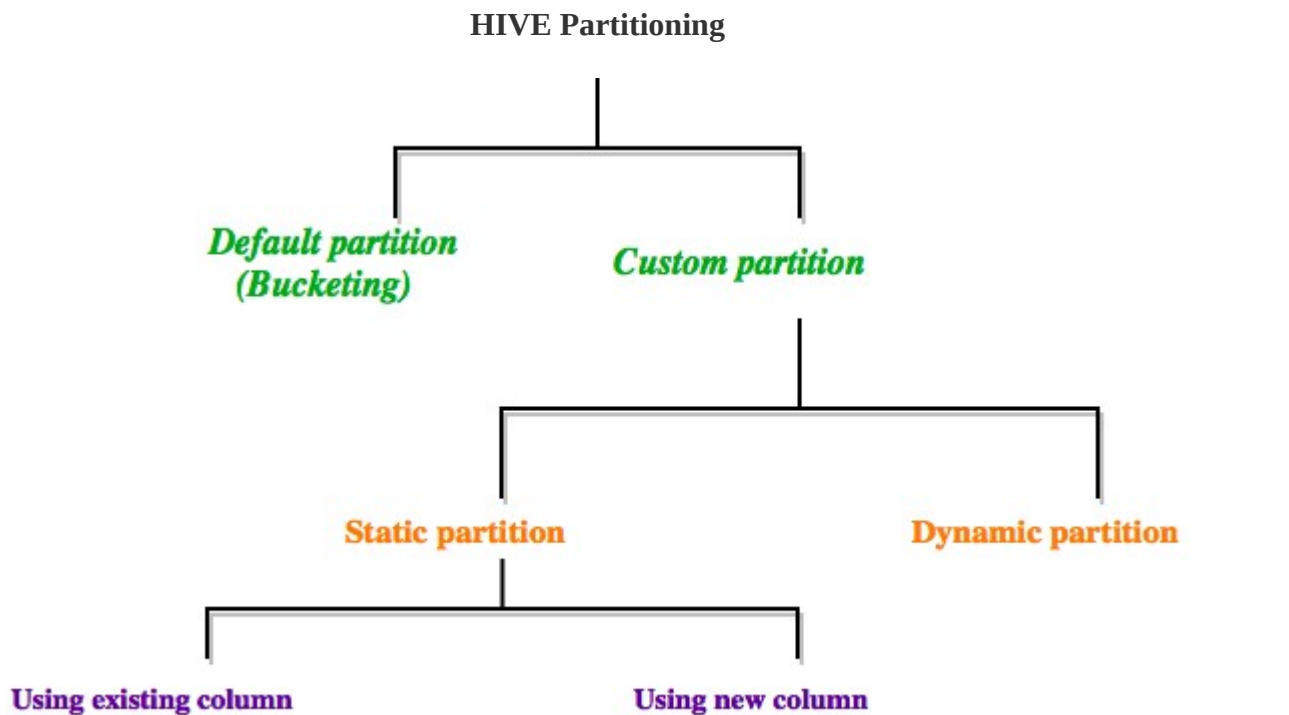 HIVE Partitioning
Default partition
(Bucketing)
Custom partition
Static partition
Dynamic partition
Using existing column
Using new column